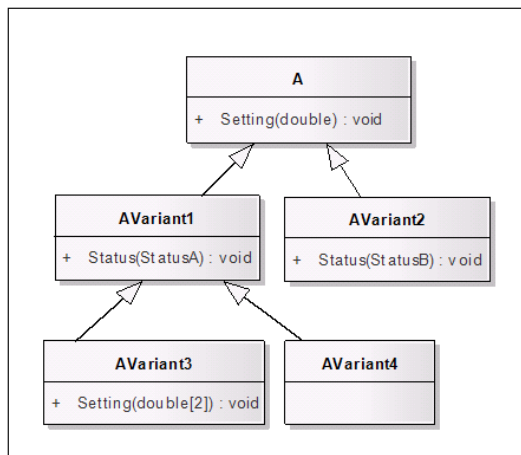 A
+ Setting(double) : void
AVariant1
+ Status(StatusA) : void
AVariant2
+ Status(StatusB) : void
AVariant3
+ Setting(double[2]) : void
AVariant4